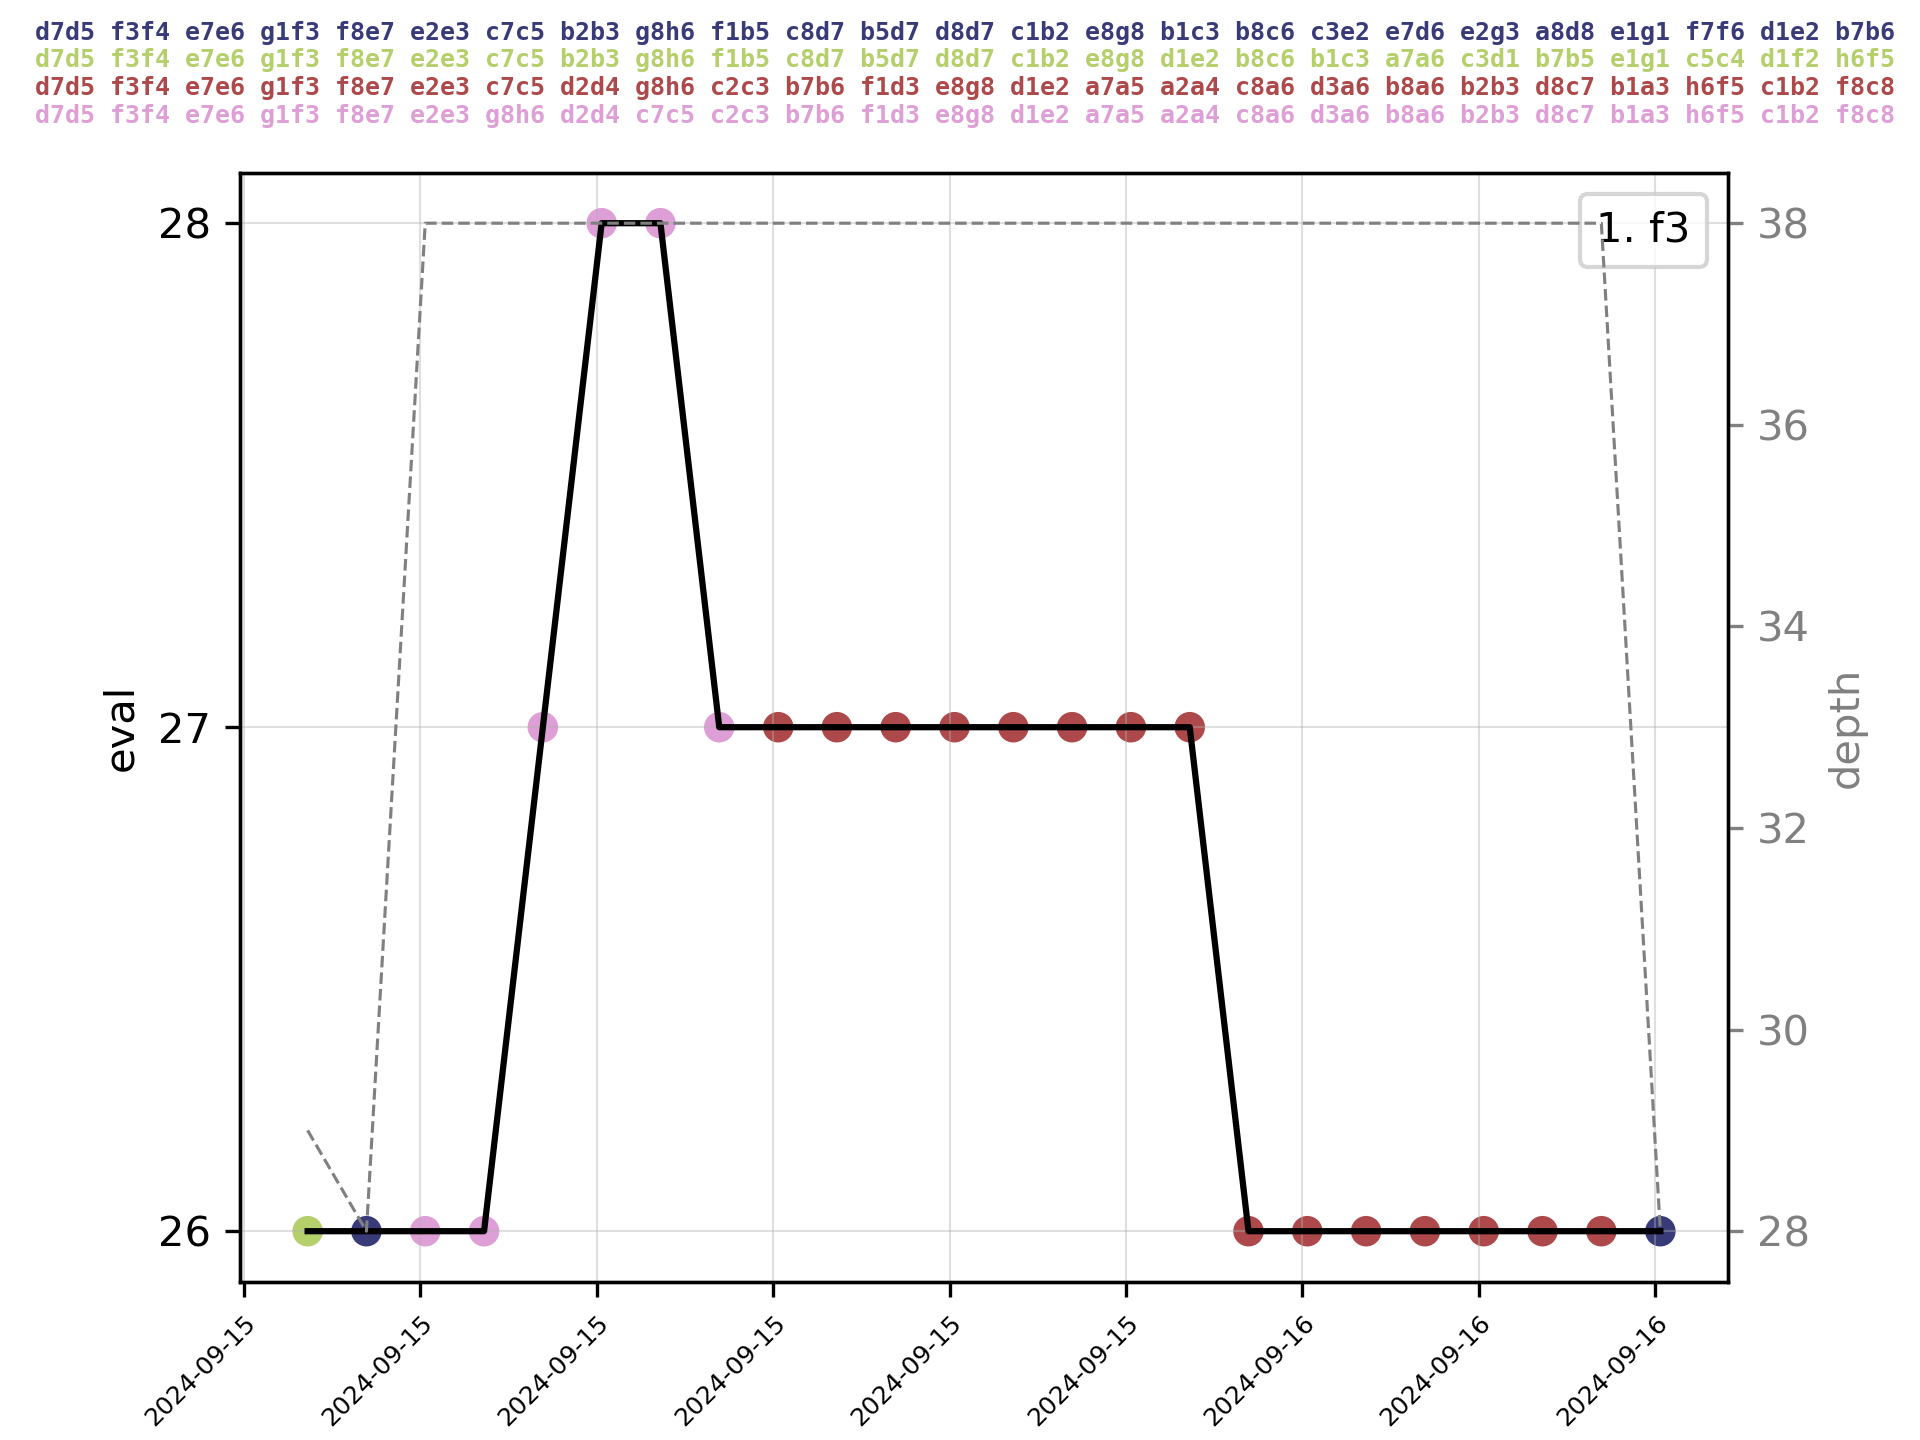 d7d5 f3f4 e7e6 g1f3 f8e7 e2e3 c7c5 b2b3 g8h6 f1b5 c8d7 b5d7 d8d7 c1b2 e8g8 b1c3 b8c6 c3e2 e7d6 e2g3 a8d8 e1g1 f7f6 d1e2 b7b6
d7d5 f3f4 e7e6 g1f3 f8e7 e2e3 c7c5 b2b3 g8h6 f1b5 c8d7 b5d7 d8d7 c1b2 e8g8 d1e2 b8c6 b1c3 a7a6 c3d1 b7b5 e1g1 c5c4 d1f2 h6f5
d7d5 f3f4 e7e6 g1f3 f8e7 e2e3 c7c5 d2d4 g8h6 c2c3 b7b6 f1d3 e8g8 d1e2 a7a5 a2a4 c8a6 d3a6 b8a6 b2b3 d8c7 b1a3 h6f5 c1b2 f8c8
d7d5 f3f4 e7e6 g1f3 f8e7 e2e3 g8h6 d2d4 c7c5 c2c3 b7b6 f1d3 e8g8 d1e2 a7a5 a2a4 c8a6 d3a6 b8a6 b2b3 d8c7 b1a3 h6f5 c1b2 f8c8
1. f3
28
27
26
eval
38
36
34
32
30
28
depth
2024-09-15
2024-09-15
2024-09-15
2024-09-15
2024-09-15
2024-09-15
2024-09-16
2024-09-16
2024-09-16